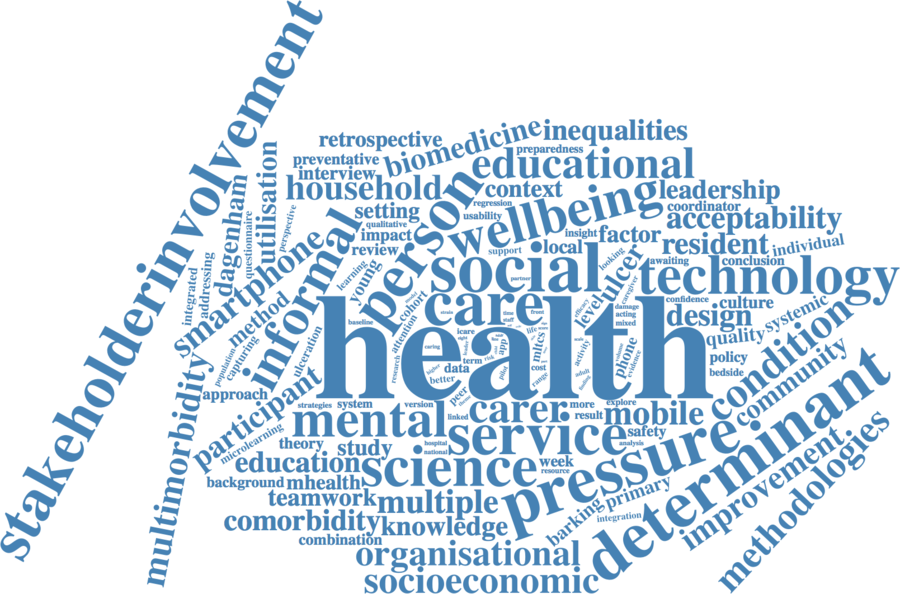 stakeholderinvolvement
retrospective
biomedicine
inequalities
preventative
preparedness
interview
educational
household
context
leadership
utilisation
person
regression
coordinator
setting
usability
wellbeing
acceptability
dagenham
questionnaire
perspective
qualitative
impact
insight
factor
resident
individual
review
support
local
looking
smartphone
informal
young
learning
social
partner
ulcer
awaiting
conclusion
integrated
addressing
technology
caregiver
level
care
cohort
confidence
culture
systemic
method
attention
strain
time
staff
front
efficacy
damage
acting
mixed
design
baseline
health
icare
life
app
mltcs
quality
population
capturing
ulceration
research
caring
activity
phone
evidence
policy
condition
multimorbidity
term
risk
data
higher
better
pilot
cost
range
adult
finding
bedside
community
approach
peer
strategies
system
version
linked
carer
more
result
explore
mobile
participant
microlearning
mental
service
safety
analysis
pressure
determinant
theory
study
hospital
national
education
science
week
resource
background
mhealth
teamwork
multiple
primary
improvement
methodologies
comorbidity
knowledge
barking
integration
combination
organisational
socioeconomic